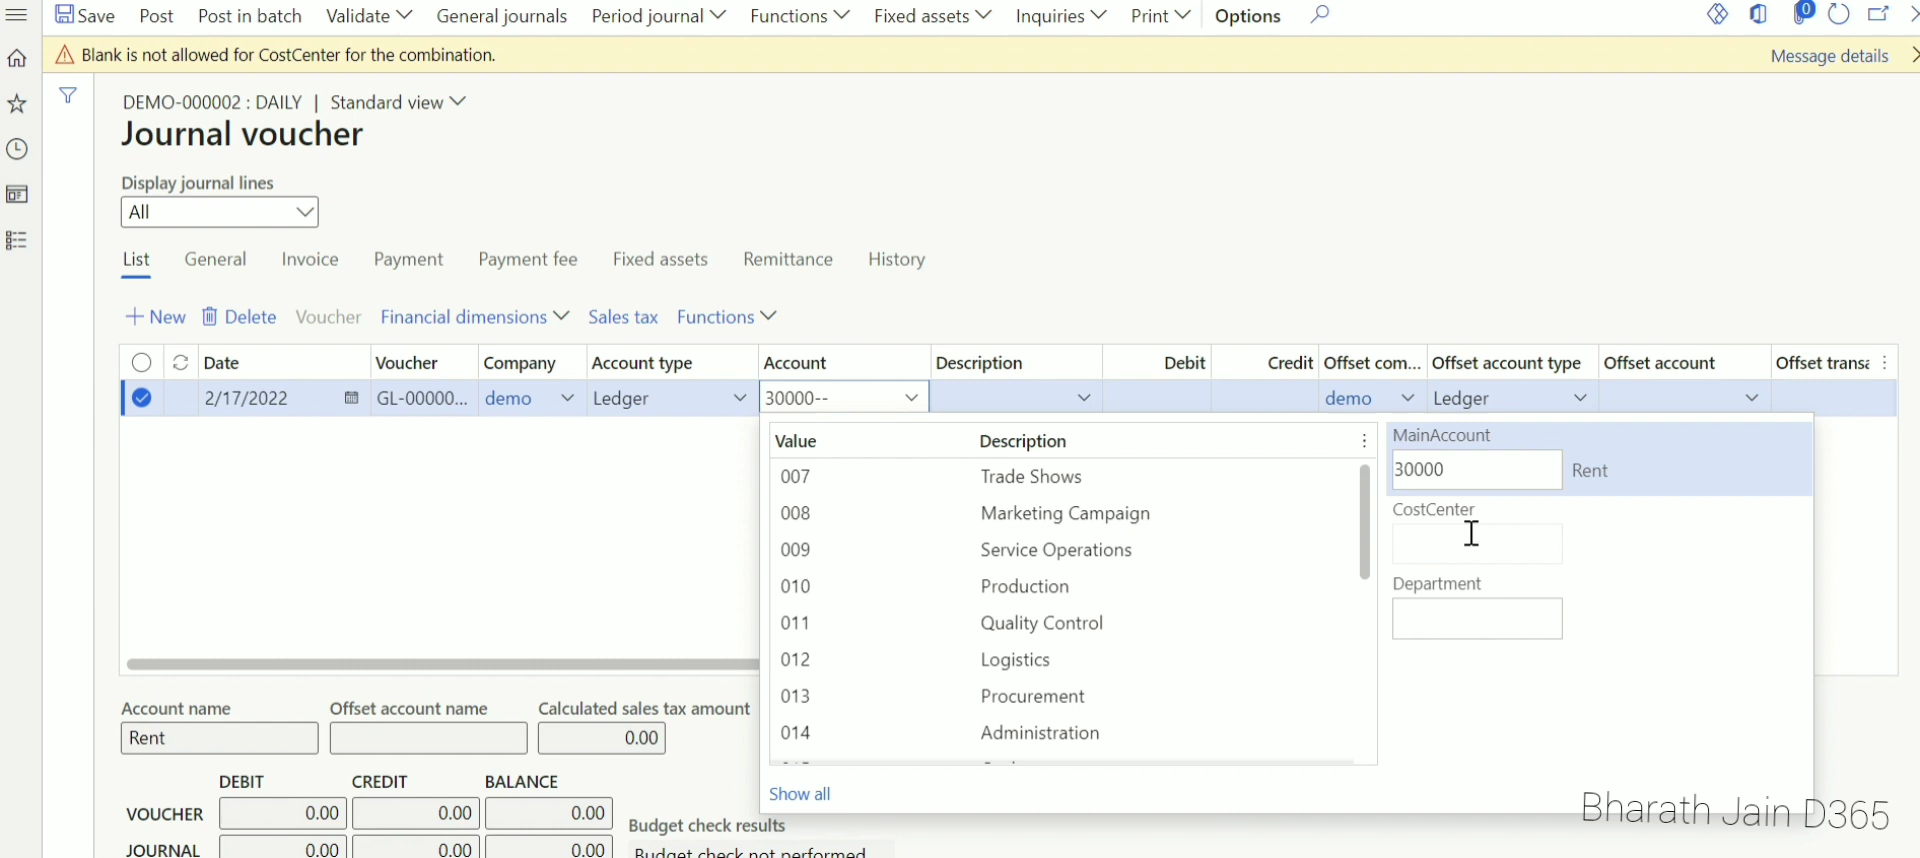 Save Post Post in batch Validate General journals Period journal Functions Fixed assets Inquiries Print Options 0
Blank is not allowed for CostCenter for the combination. Message details
DEMO-000002 : DAILY | Standard view
Journal voucher
Display journal lines
All
List General Invoice Payment Payment fee Fixed assets Remittance History
New Delete Voucher Financial dimensions Sales tax Functions
Date Voucher Company Account type Account Description Debit Credit Offset com... Offset account type Offset account Offset transa
2/17/2022 GL-00000... demo Ledger 30000-- demo Ledger
Value Description MainAccount
30000 Rent
007 Trade Shows
CostCenter
008 Marketing Campaign
009 Service Operations
010 Production Department
011 Quality Control
012 Logistics
013 Procurement
014 Administration
Show all
Account name Offset account name Calculated sales tax amount
Rent 0.00
DEBIT CREDIT BALANCE
VOUCHER 0.00 0.00 0.00
JOURNAL 0.00 0.00 0.00
Budget check results
Budget check not performed
Bharath Jain D365